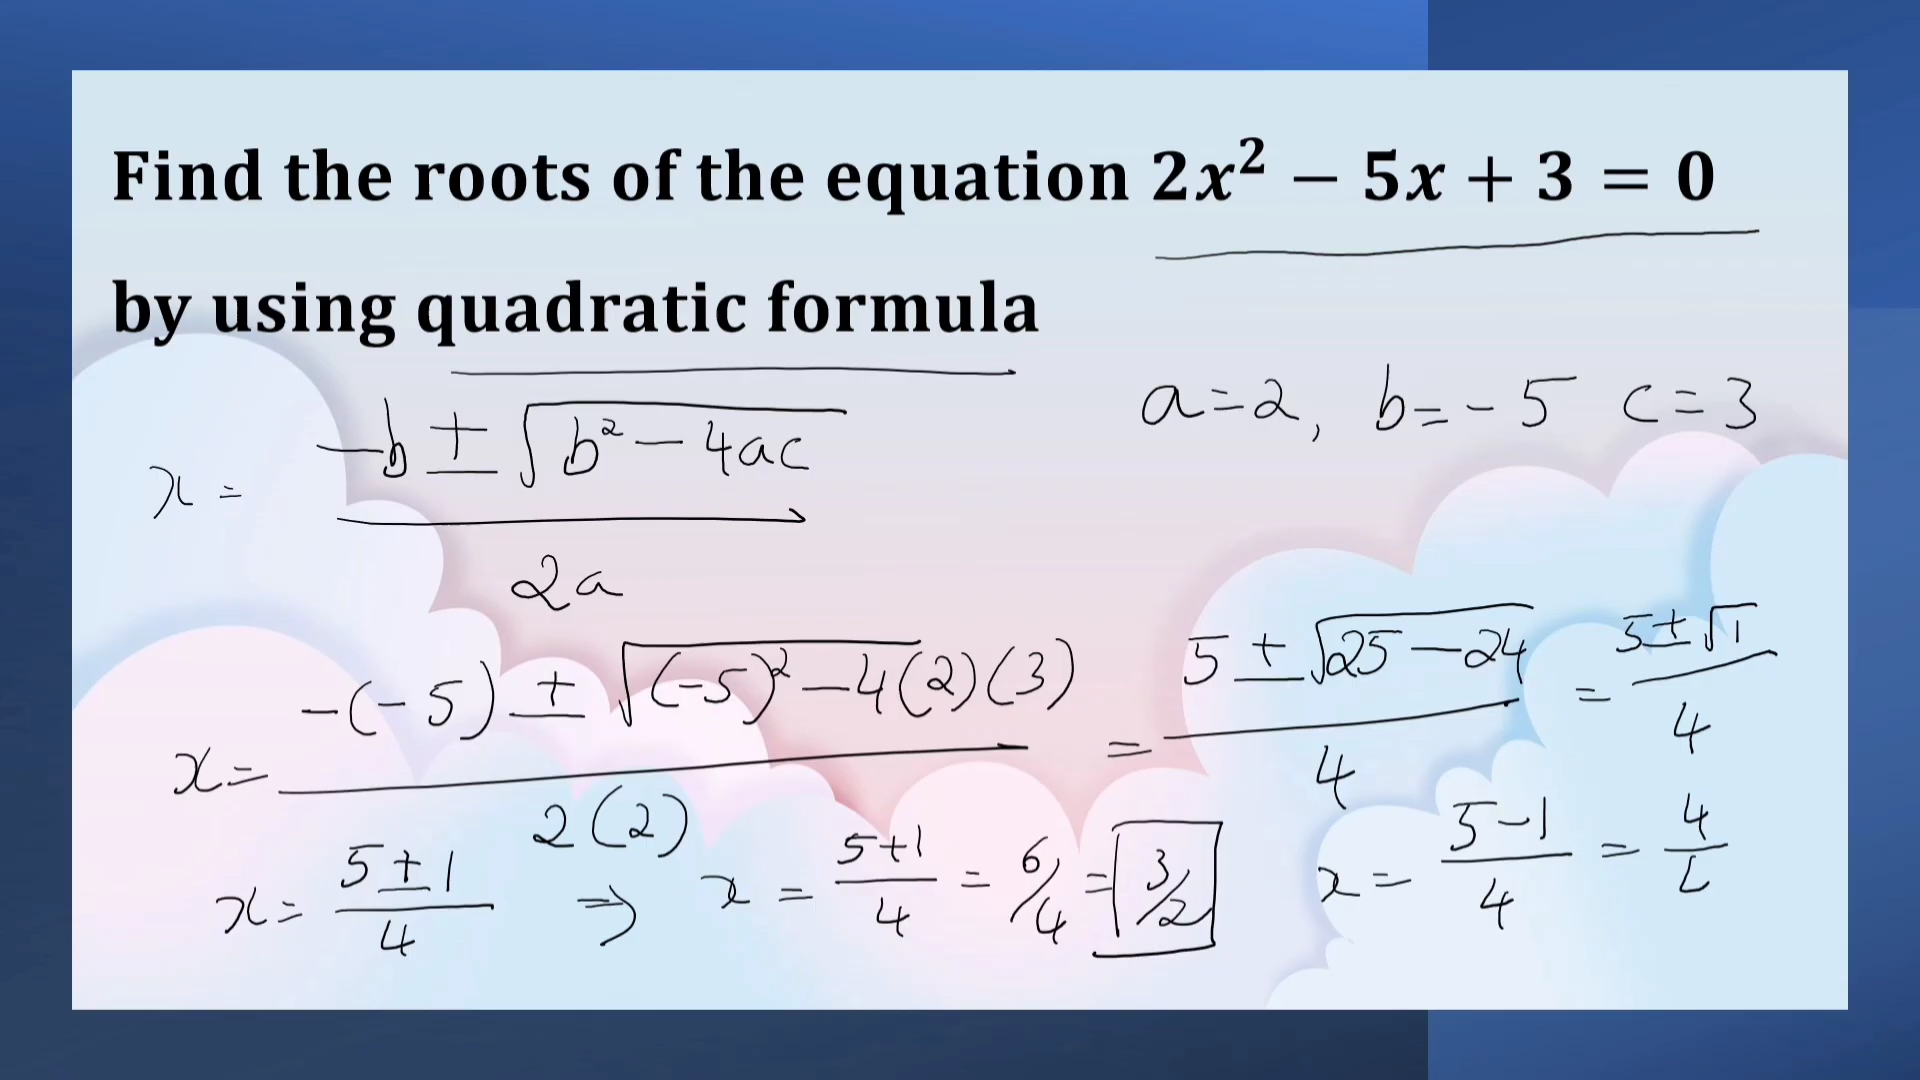 Find the roots of the equation 2x² − 5x + 3 = 0
by using quadratic formula
a=2, b=-5 c=3
x = (-b ± √(b² - 4ac)) / 2a
x = (-(-5) ± √((-5)² - 4(2)(3))) / 2(2) = (5 ± √(25-24)) / 4 = (5 ± √1) / 4
x = (5 ± 1) / 4 ⇒ x = (5+1) / 4 = 6/4 = 3/2
x = (5-1) / 4 = 4 /